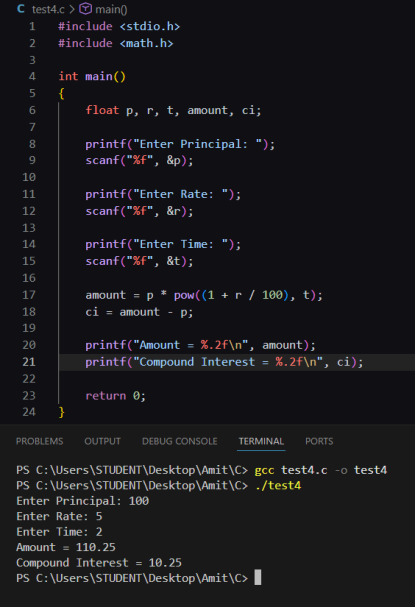 C test4.c > main()
1 #include <stdio.h>
2 #include <math.h>
3
4 int main()
5 {
6 float p, r, t, amount, ci;
7
8 printf("Enter Principal: ");
9 scanf("%f", &p);
10
11 printf("Enter Rate: ");
12 scanf("%f", &r);
13
14 printf("Enter Time: ");
15 scanf("%f", &t);
16
17 amount = p * pow((1 + r / 100), t);
18 ci = amount - p;
19
20 printf("Amount = %.2f\n", amount);
21 printf("Compound Interest = %.2f\n", ci);
22
23 return 0;
24 }
PROBLEMS OUTPUT DEBUG CONSOLE TERMINAL PORTS
PS C:\Users\STUDENT\Desktop\Amit\C> gcc test4.c -o test4
PS C:\Users\STUDENT\Desktop\Amit\C> ./test4
Enter Principal: 100
Enter Rate: 5
Enter Time: 2
Amount = 110.25
Compound Interest = 10.25
PS C:\Users\STUDENT\Desktop\Amit\C>